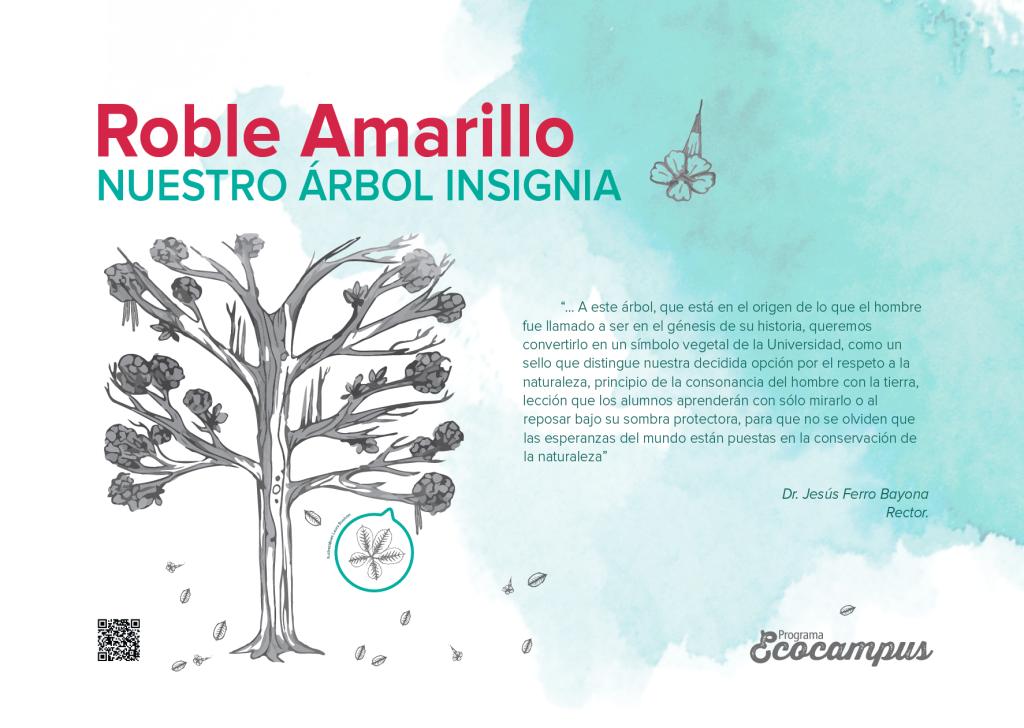 Roble Amarillo
NUESTRO ÁRBOL INSIGNIA
“... A este árbol, que está en el origen de lo que el hombre
fue llamado a ser en el génesis de su historia, queremos
convertirlo en un símbolo vegetal de la Universidad, como un
sello que distingue nuestra decidida opción por el respeto a la
naturaleza, principio de la consonancia del hombre con la tierra,
lección que los alumnos aprenderán con sólo mirarlo o al
reposar bajo su sombra protectora, para que no se olviden que
las esperanzas del mundo están puestas en la conservación de
la naturaleza”
Dr. Jesús Ferro Bayona
Rector.
Programa
Ecocampus